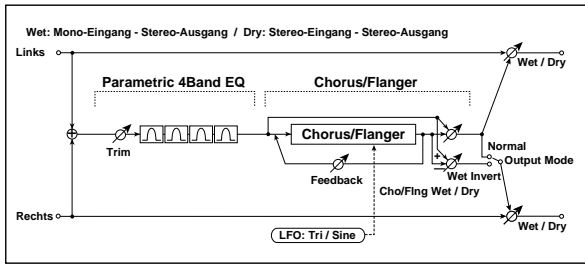 Wet: Mono-Eingang - Stereo-Ausgang / Dry: Stereo-Eingang - Stereo-Ausgang
Links
Wet / Dry
Parametric 4Band EQ
Chorus/Flanger
Chorus/Flanger
Trim
Normal
Output Mode
Wet Invert
Feedback
Cho/Flng Wet / Dry
Rechts
LFO: Tri / Sine
Wet / Dry